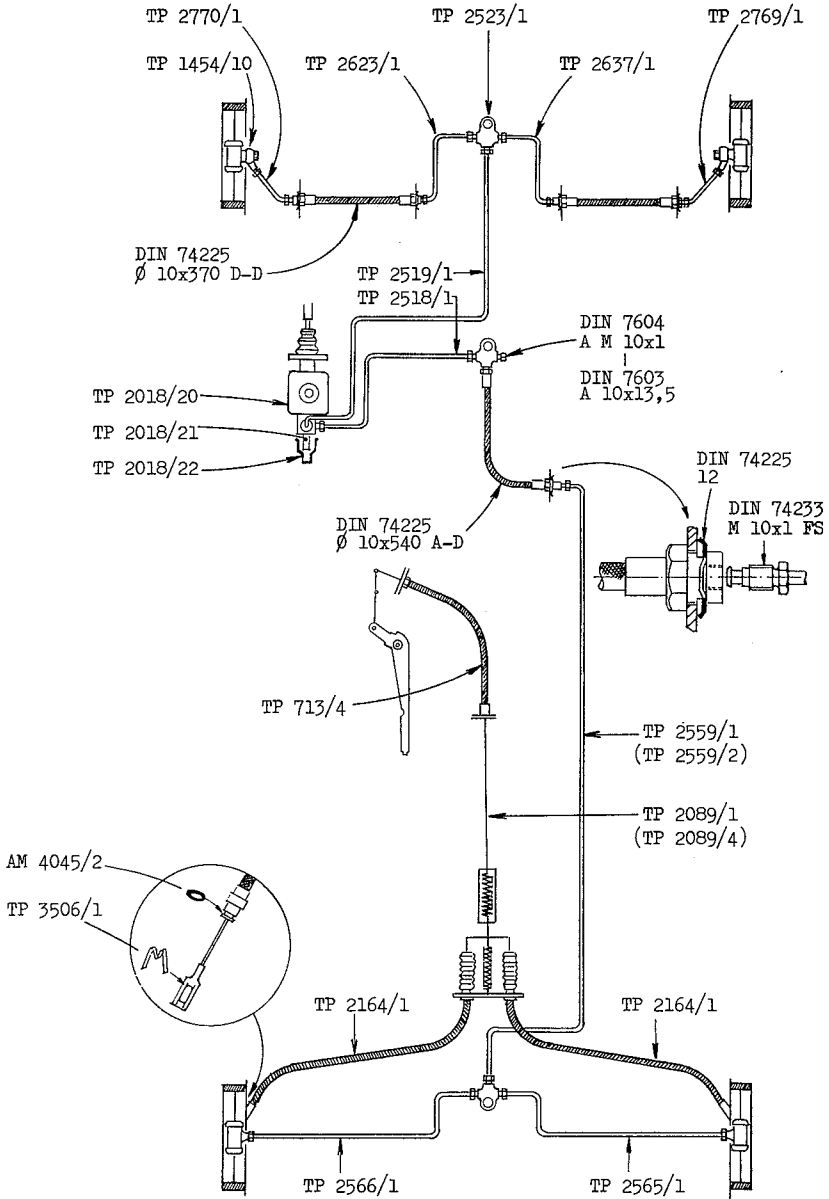 TP 2770/1
TP 2523/1
TP 2769/1
TP 1454/10
TP 2623/1
TP 2637/1
DIN 74225
Ø 10x370 D-D
TP 2519/1
TP 2518/1
DIN 7604
A M 10x1
DIN 7603
A 10x13,5
TP 2018/20
TP 2018/21
TP 2018/22
DIN 74225
12
DIN 74233
M 10x1 FS
DIN 74225
Ø 10x540 A-D
TP 713/4
TP 2559/1
(TP 2559/2)
TP 2089/1
(TP 2089/4)
AM 4045/2
TP 3506/1
TP 2164/1
TP 2164/1
TP 2566/1
TP 2565/1